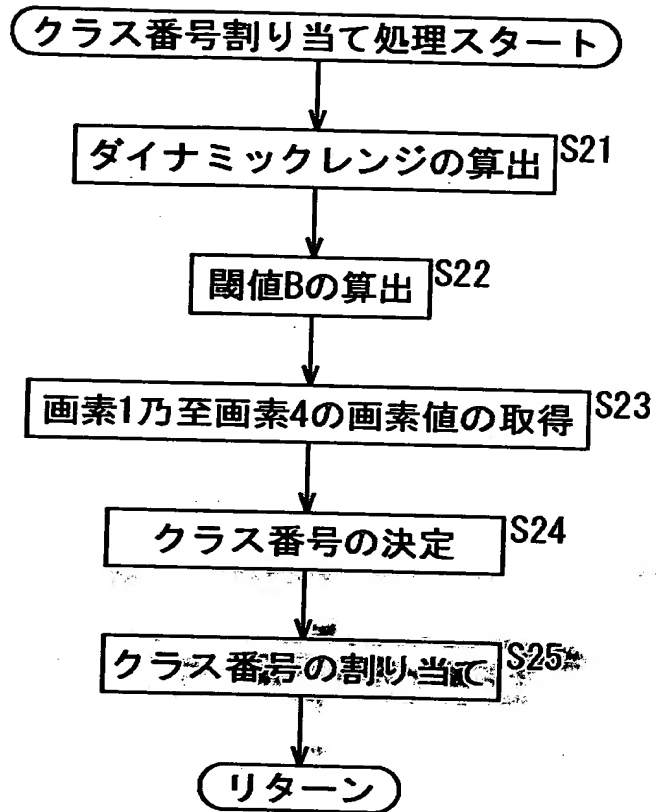 クラス番号割り当て処理スタート
ダイナミックレンジの算出 S21
閾値Bの算出 S22
画素1乃至画素4の画素値の取得 S23
クラス番号の決定 S24
クラス番号の割り当て S25
リターン